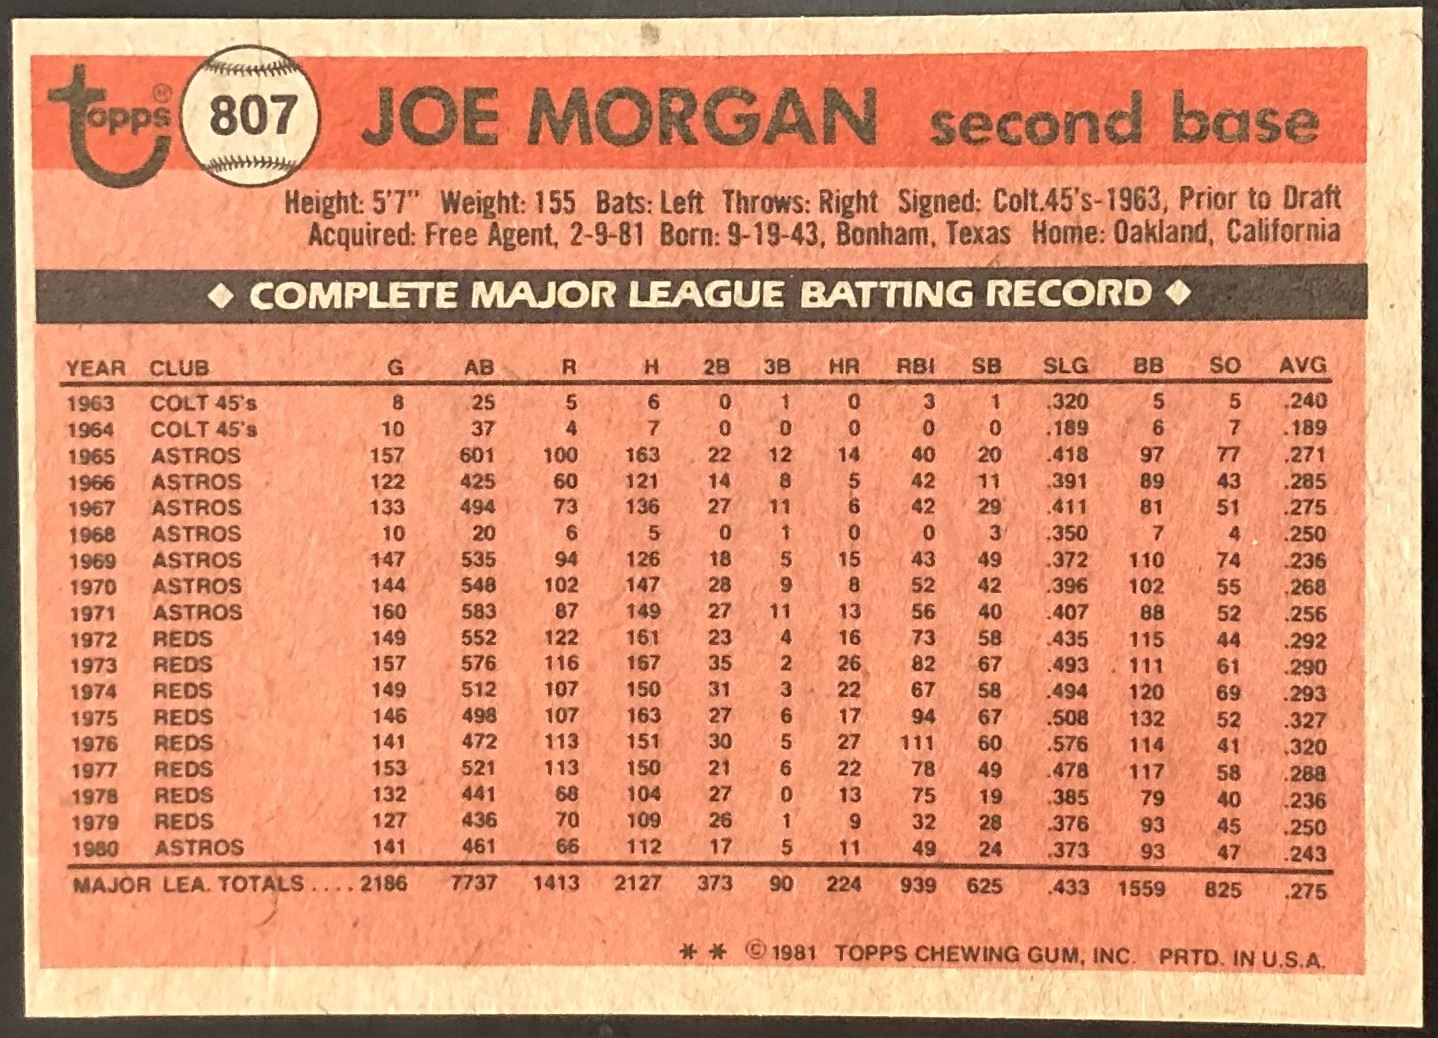 Topps 807 JOE MORGAN second base
Height: 5'7" Weight: 155 Bats: Left Throws: Right Signed: Colt.45's-1963, Prior to Draft
Acquired: Free Agent, 2-9-81 Born: 9-19-43, Bonham, Texas Home: Oakland, California
◆ COMPLETE MAJOR LEAGUE BATTING RECORD ◆
YEAR CLUB G AB R H 2B 3B HR RBI SB SLG BB SO AVG
1963 COLT 45's 8 25 5 6 0 1 0 3 1 .320 5 5 .240
1964 COLT 45's 10 37 4 7 0 0 0 0 0 .189 6 7 .189
1965 ASTROS 157 601 100 163 22 12 14 40 20 .418 97 77 .271
1966 ASTROS 122 425 60 121 14 8 5 42 11 .391 89 43 .285
1967 ASTROS 133 494 73 136 27 11 6 42 29 .411 81 51 .275
1968 ASTROS 10 20 6 5 0 1 0 0 3 .350 7 4 .250
1969 ASTROS 147 535 94 126 18 5 15 43 49 .372 110 74 .236
1970 ASTROS 144 548 102 147 28 9 8 52 42 .396 102 55 .268
1971 ASTROS 160 583 87 149 27 11 13 56 40 .407 88 52 .256
1972 REDS 149 552 122 161 23 4 16 73 58 .435 115 44 .292
1973 REDS 157 576 116 167 35 2 26 82 67 .493 111 61 .290
1974 REDS 149 512 107 150 31 3 22 67 58 .494 120 69 .293
1975 REDS 146 498 107 163 27 6 17 94 67 .508 132 52 .327
1976 REDS 141 472 113 151 30 5 27 111 60 .576 114 41 .320
1977 REDS 153 521 113 150 21 6 22 78 49 .478 117 58 .288
1978 REDS 132 441 68 104 27 0 13 75 19 .385 79 40 .236
1979 REDS 127 436 70 109 26 1 9 32 28 .376 93 45 .250
1980 ASTROS 141 461 66 112 17 5 11 49 24 .373 93 47 .243
MAJOR LEA. TOTALS .... 2186 7737 1413 2127 373 90 224 939 625 .433 1559 825 .275
* * © 1981 TOPPS CHEWING GUM, INC. PRTD. IN U.S.A.